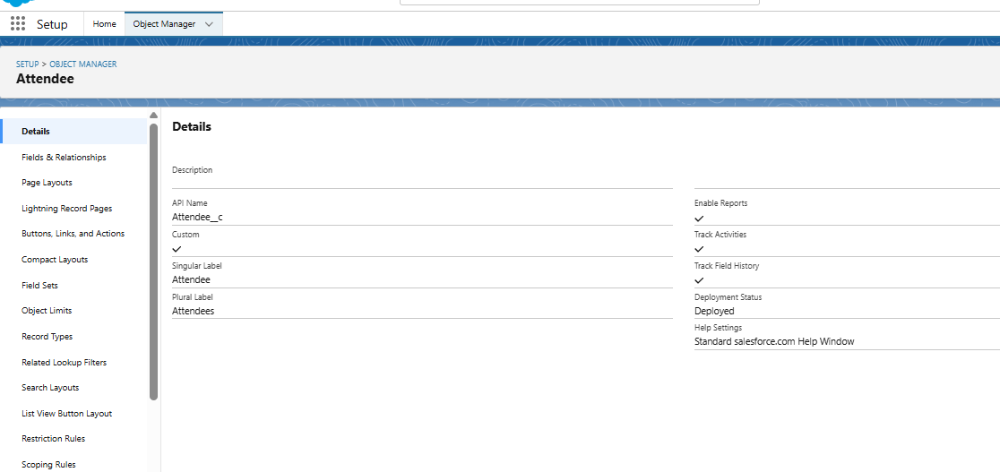 Setup
Home
Object Manager
SETUP > OBJECT MANAGER
Attendee
Details
Fields & Relationships
Page Layouts
Lightning Record Pages
Buttons, Links, and Actions
Compact Layouts
Field Sets
Object Limits
Record Types
Related Lookup Filters
Search Layouts
List View Button Layout
Restriction Rules
Scoping Rules
Details
Description
API Name
Attendee__c
Custom
Singular Label
Attendee
Plural Label
Attendees
Enable Reports
Track Activities
Track Field History
Deployment Status
Deployed
Help Settings
Standard salesforce.com Help Window